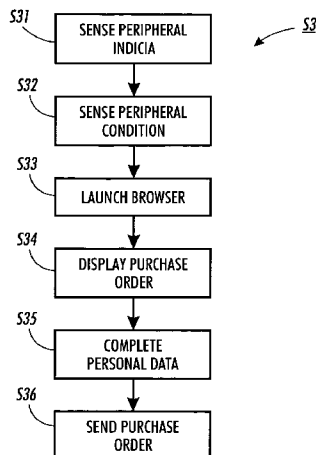 S31
SENSE PERIPHERAL
INDICIA
S3
S32
SENSE PERIPHERAL
CONDITION
S33
LAUNCH BROWSER
S34
DISPLAY PURCHASE
ORDER
S35
COMPLETE
PERSONAL DATA
S36
SEND PURCHASE
ORDER